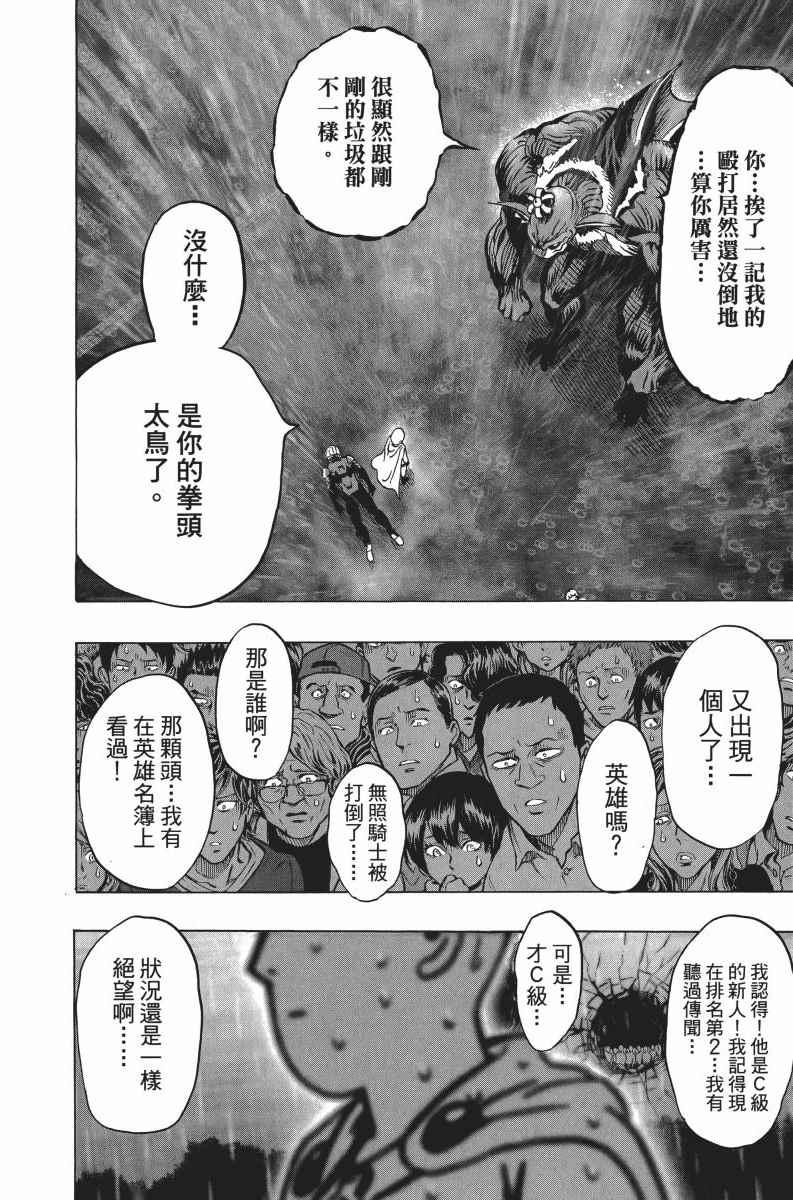 你…挨了一記我的
毆打居然還沒倒地
…算你厲害…
很顯然跟剛
剛的垃圾都
不一樣。
沒什麼…
是你的拳頭
太鳥了。
又出現一
個人了…
英雄嗎？
無照騎士被
打倒了……
那是誰啊？
那顆頭…我有
在英雄名簿上
看過！
我認得！他是C級
的新人！我記得現
在排名第2…我有
聽過傳聞…
可是…
才C級…
狀況還是一樣
絕望啊……